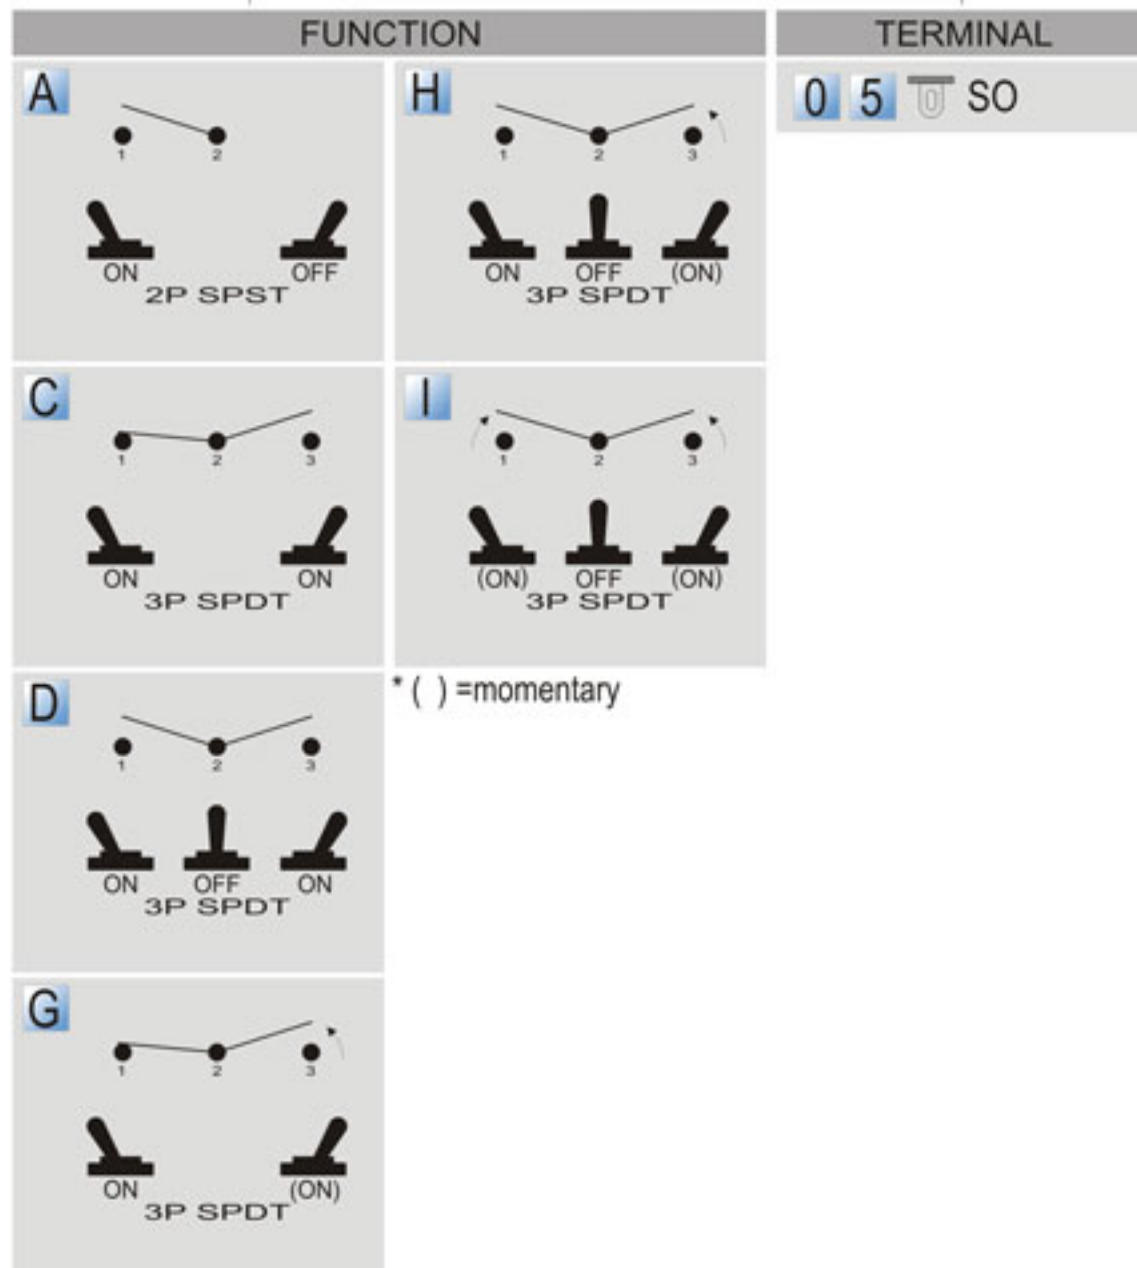 FUNCTION
TERMINAL
A
1 2
ON OFF
2P SPST
H
1 2 3
ON OFF (ON)
3P SPDT
0 5 SO
C
1 2 3
ON ON
3P SPDT
I
1 2 3
(ON) OFF (ON)
3P SPDT
* ( ) =momentary
D
1 2 3
ON OFF ON
3P SPDT
G
1 2 3
ON (ON)
3P SPDT